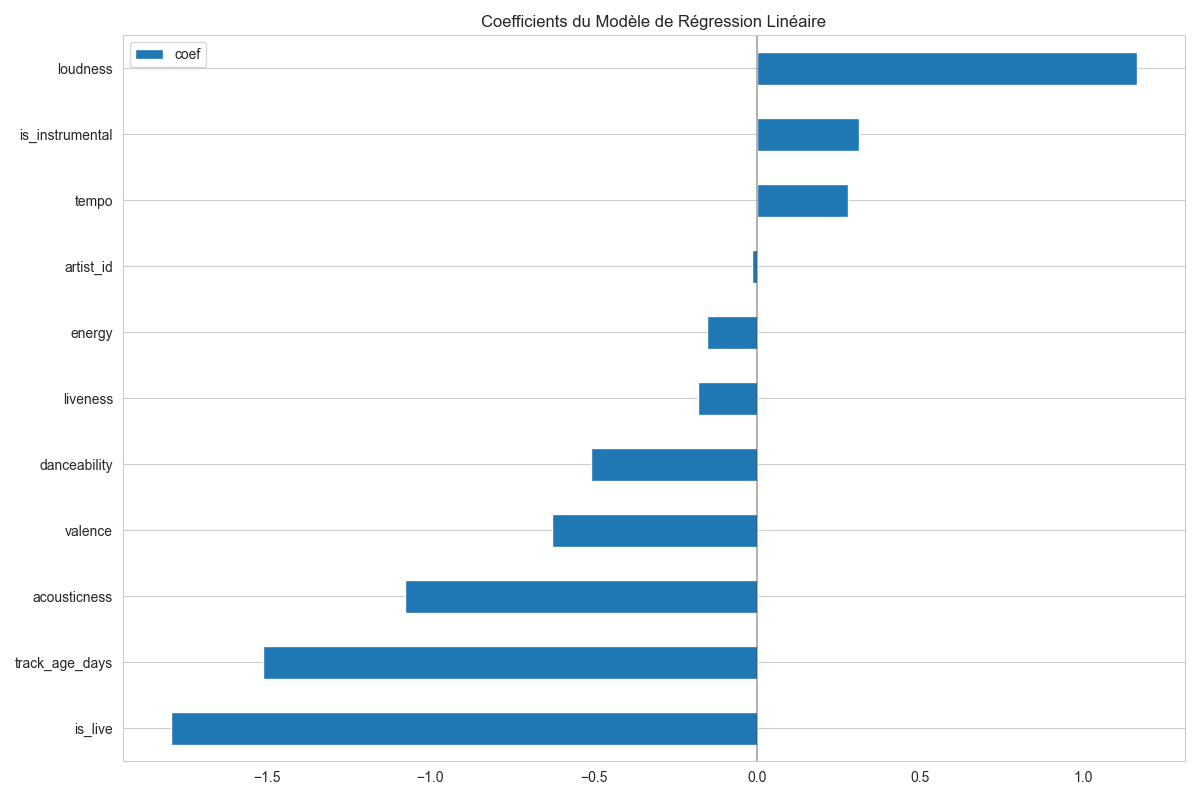 Coefficients du Modèle de Régression Linéaire
coef
loudness
is_instrumental
tempo
artist_id
energy
liveness
danceability
valence
acousticness
track_age_days
is_live
−1.5 −1.0 −0.5 0.0 0.5 1.0